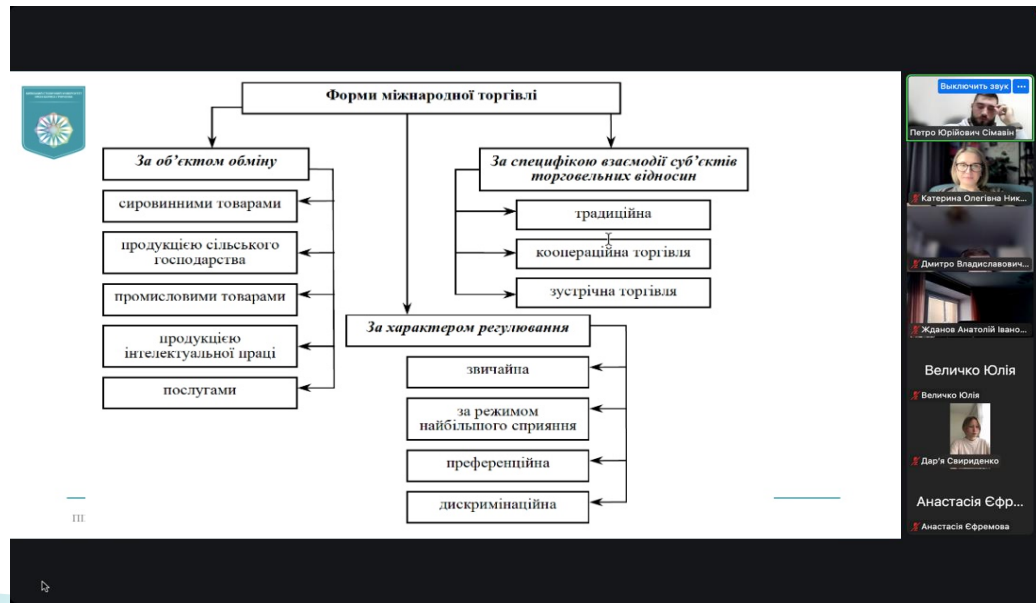 Форми міжнародної торгівлі
За об’єктом обміну
сировинними товарами
продукцією сільського
господарства
промисловими товарами
продукцією
інтелектуальної праці
послугами
За специфікою взаємодії суб’єктів
торговельних відносин
традиційна
коопераційна торгівля
зустрічна торгівля
За характером регулювання
звичайна
за режимом
найбільшого сприяння
преференційна
дискримінаційна
Выключить звук
Петро Юрійович Сімавін
Катерина Олегівна Ник...
Дмитро Владиславович...
Жданов Анатолій Івано...
Величко Юлія
Величко Юлія
Дар’я Свириденко
Анастасія Єфр...
Анастасія Єфремова